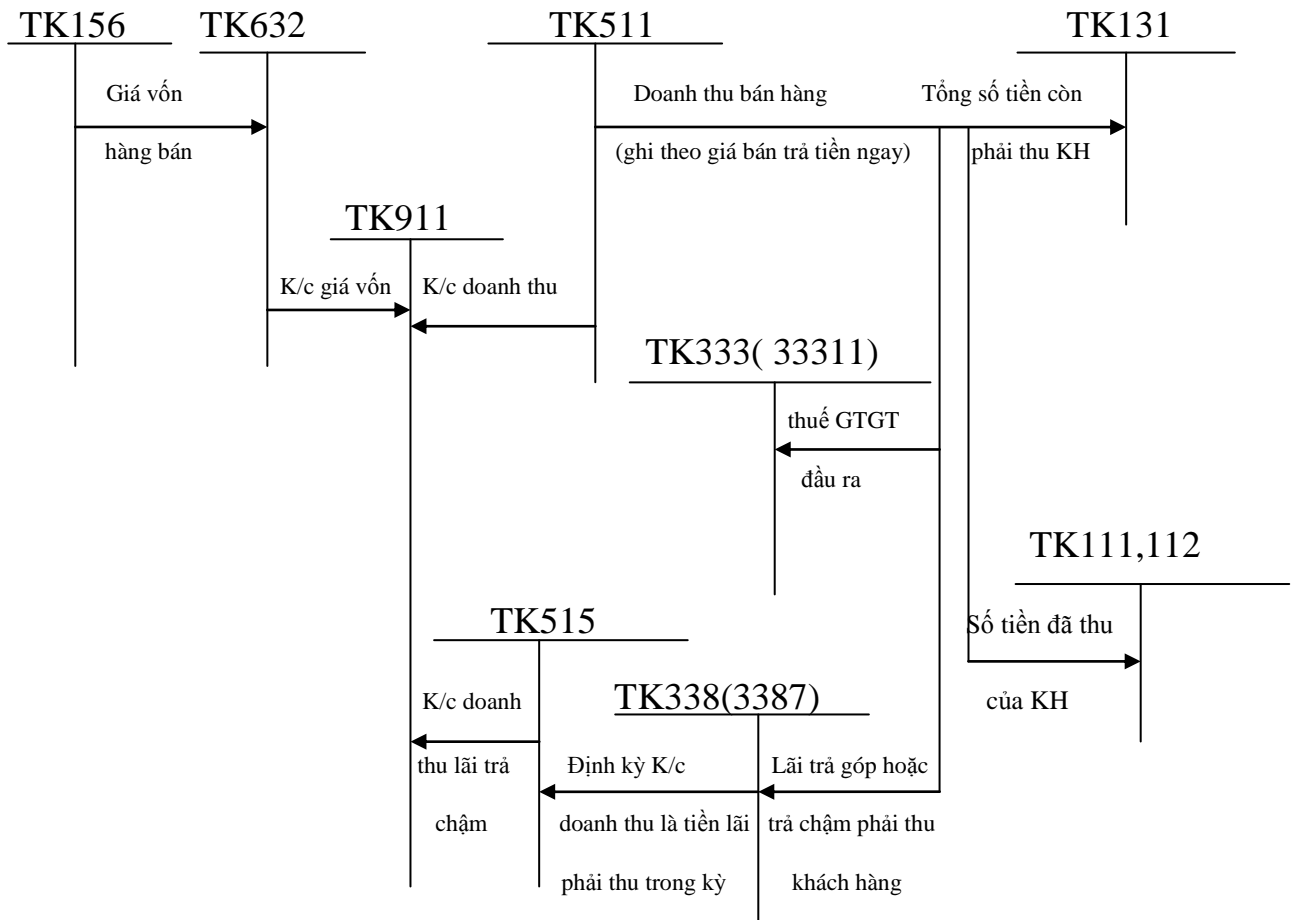 TK156 TK632 TK511 TK131
Giá vốn
hàng bán
Doanh thu bán hàng
(ghi theo giá bán trả tiền ngay)
Tổng số tiền còn
phải thu KH
TK911
K/c giá vốn
K/c doanh thu
TK333( 33311)
thuế GTGT
đầu ra
TK111,112
Số tiền đã thu
của KH
TK515
K/c doanh
thu lãi trả
chậm
TK338(3387)
Định kỳ K/c
doanh thu là tiền lãi
phải thu trong kỳ
Lãi trả góp hoặc
trả chậm phải thu
khách hàng